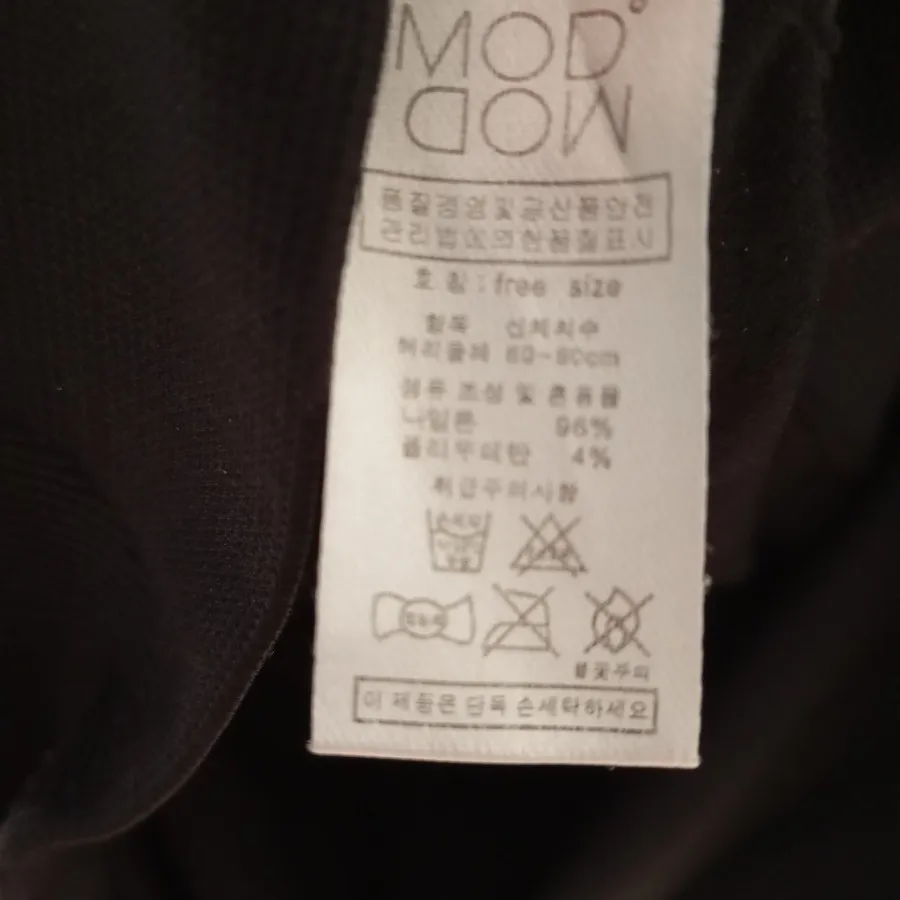 MOD
MOD
품질경영및공산품안전
관리법에의한품질표시
호칭 : free size
항목 신체치수
허리둘레 60-80cm
섬유 조성 및 혼용율
나일론 96%
폴리우레탄 4%
취급주의사항
불꽃주의
이 제품은 단독 손세탁하세요